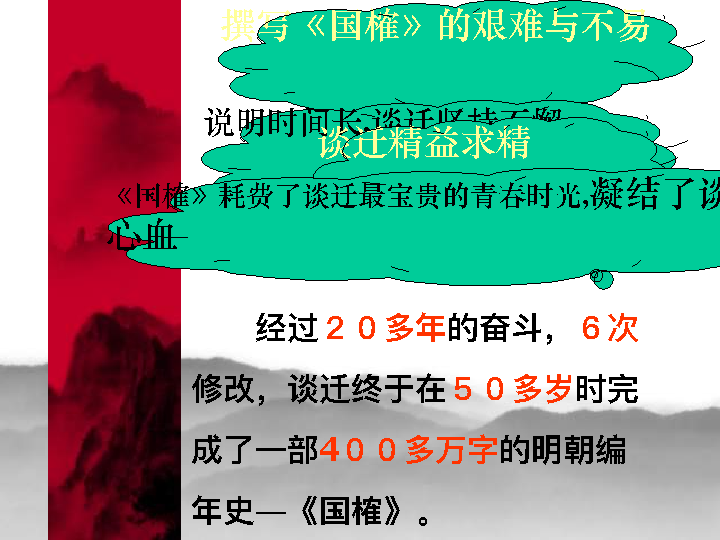 撰写《国榷》的艰难与不易
说明时间长,谈迁坚持不懈
谈迁精益求精
《国榷》耗费了谈迁最宝贵的青春时光,凝结了谈
心血
经过２０多年的奋斗，６次
修改，谈迁终于在５０多岁时完
成了一部４００多万字的明朝编
年史—《国榷》。